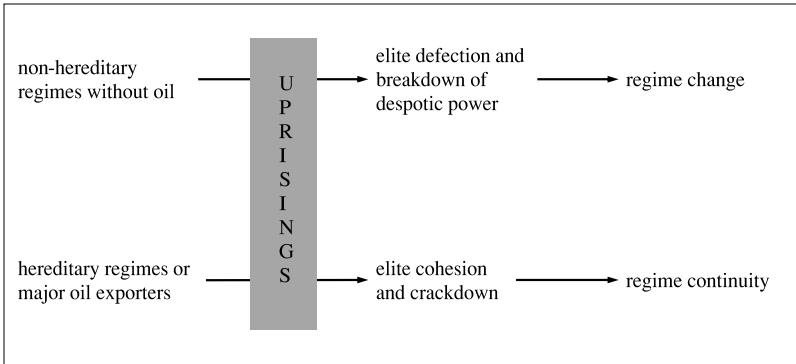 non-hereditary
regimes without oil
UPRISINGS
elite defection and
breakdown of
despotic power
regime change
hereditary regimes or
major oil exporters
elite cohesion
and crackdown
regime continuity